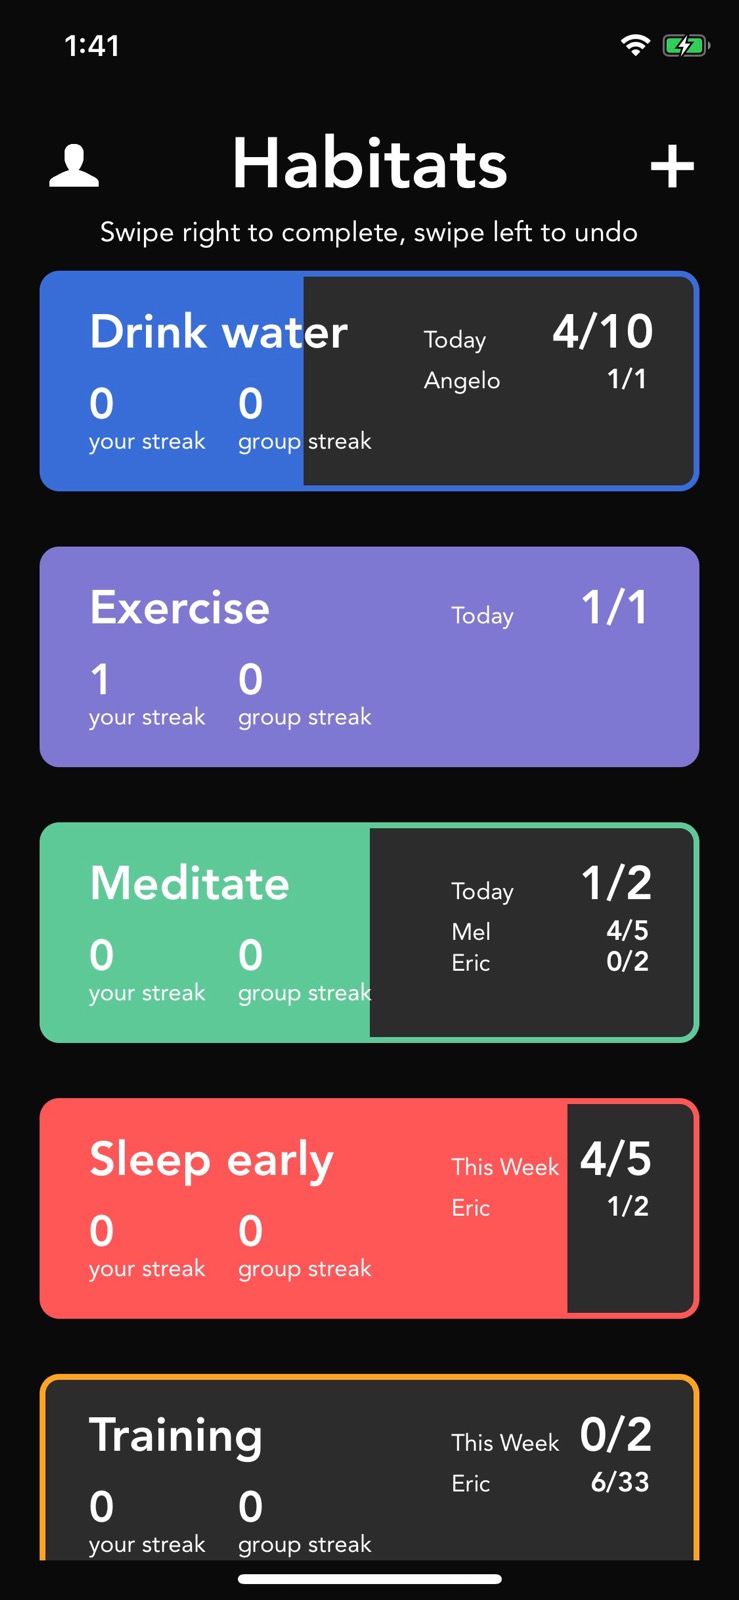 1:41
Habitats
Swipe right to complete, swipe left to undo
Drink water
Today 4/10
Angelo 1/1
0 0
your streak group streak
Exercise
Today 1/1
1 0
your streak group streak
Meditate
Today 1/2
Mel 4/5
Eric 0/2
0 0
your streak group streak
Sleep early
This Week 4/5
Eric 1/2
0 0
your streak group streak
Training
This Week 0/2
Eric 6/33
0 0
your streak group streak